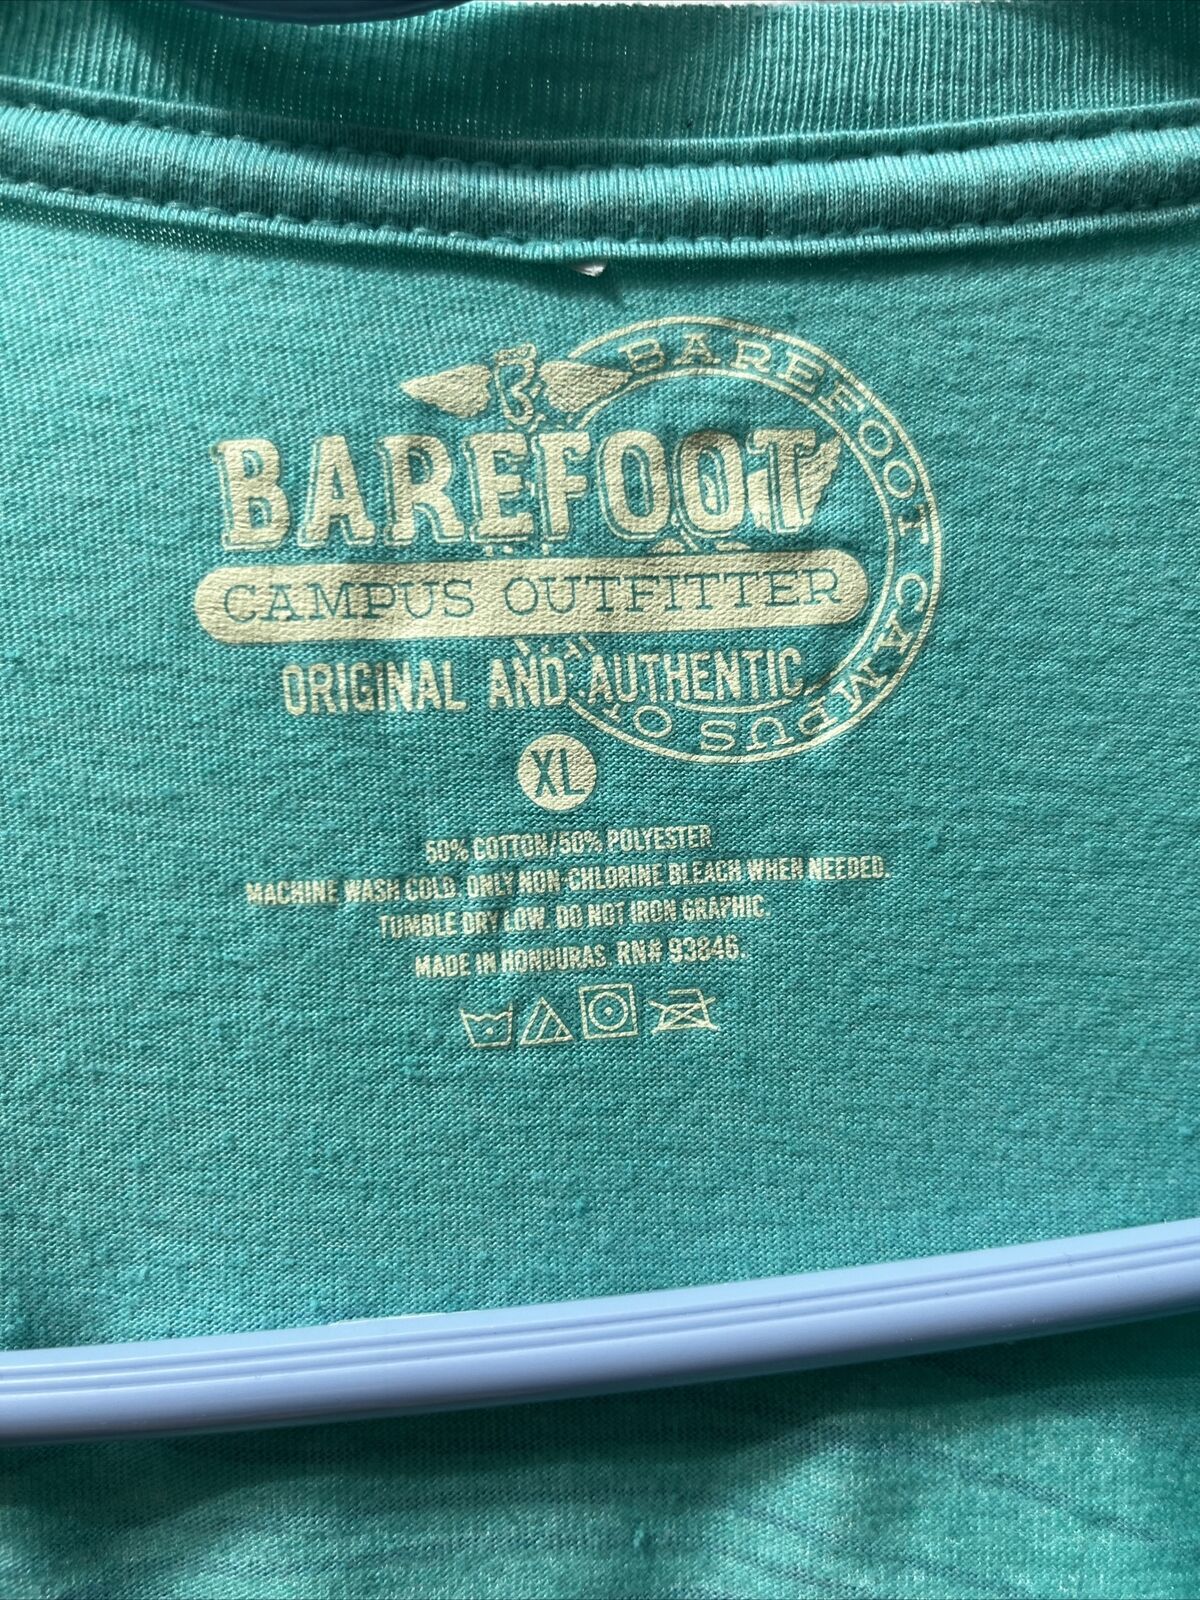 B
BAREFOOT
CAMPUS OUTFITTER
ORIGINAL AND AUTHENTIC
BAREFOOT CAMPUS
XL
50% COTTON/50% POLYESTER
MACHINE WASH COLD. ONLY NON-CHLORINE BLEACH WHEN NEEDED.
TUMBLE DRY LOW. DO NOT IRON GRAPHIC.
MADE IN HONDURAS. RN# 93846.